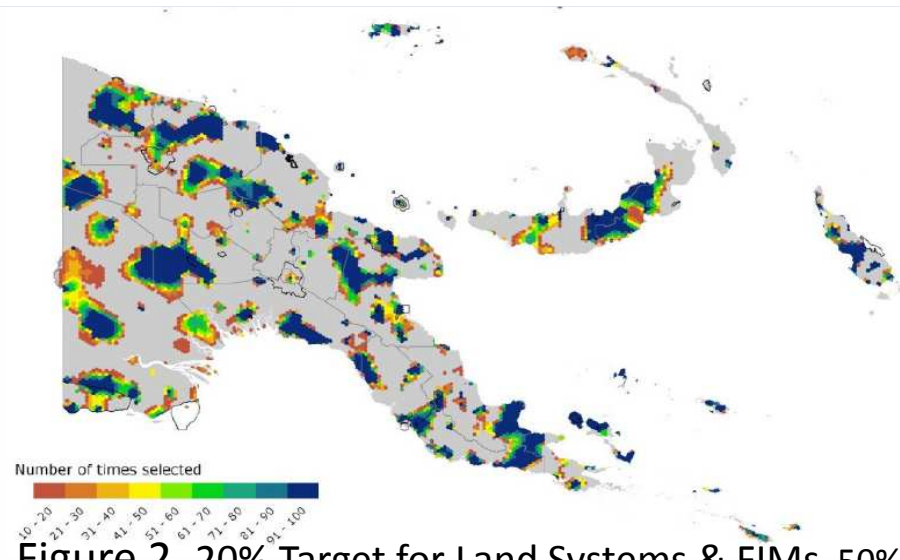 Number of times selected
10 - 20 21 - 30 31 - 40 41 - 50 51 - 60 61 - 70 71 - 80 81 - 90 91 - 100
Figure 2. 20% Target for Land Systems & FIMs, 50%